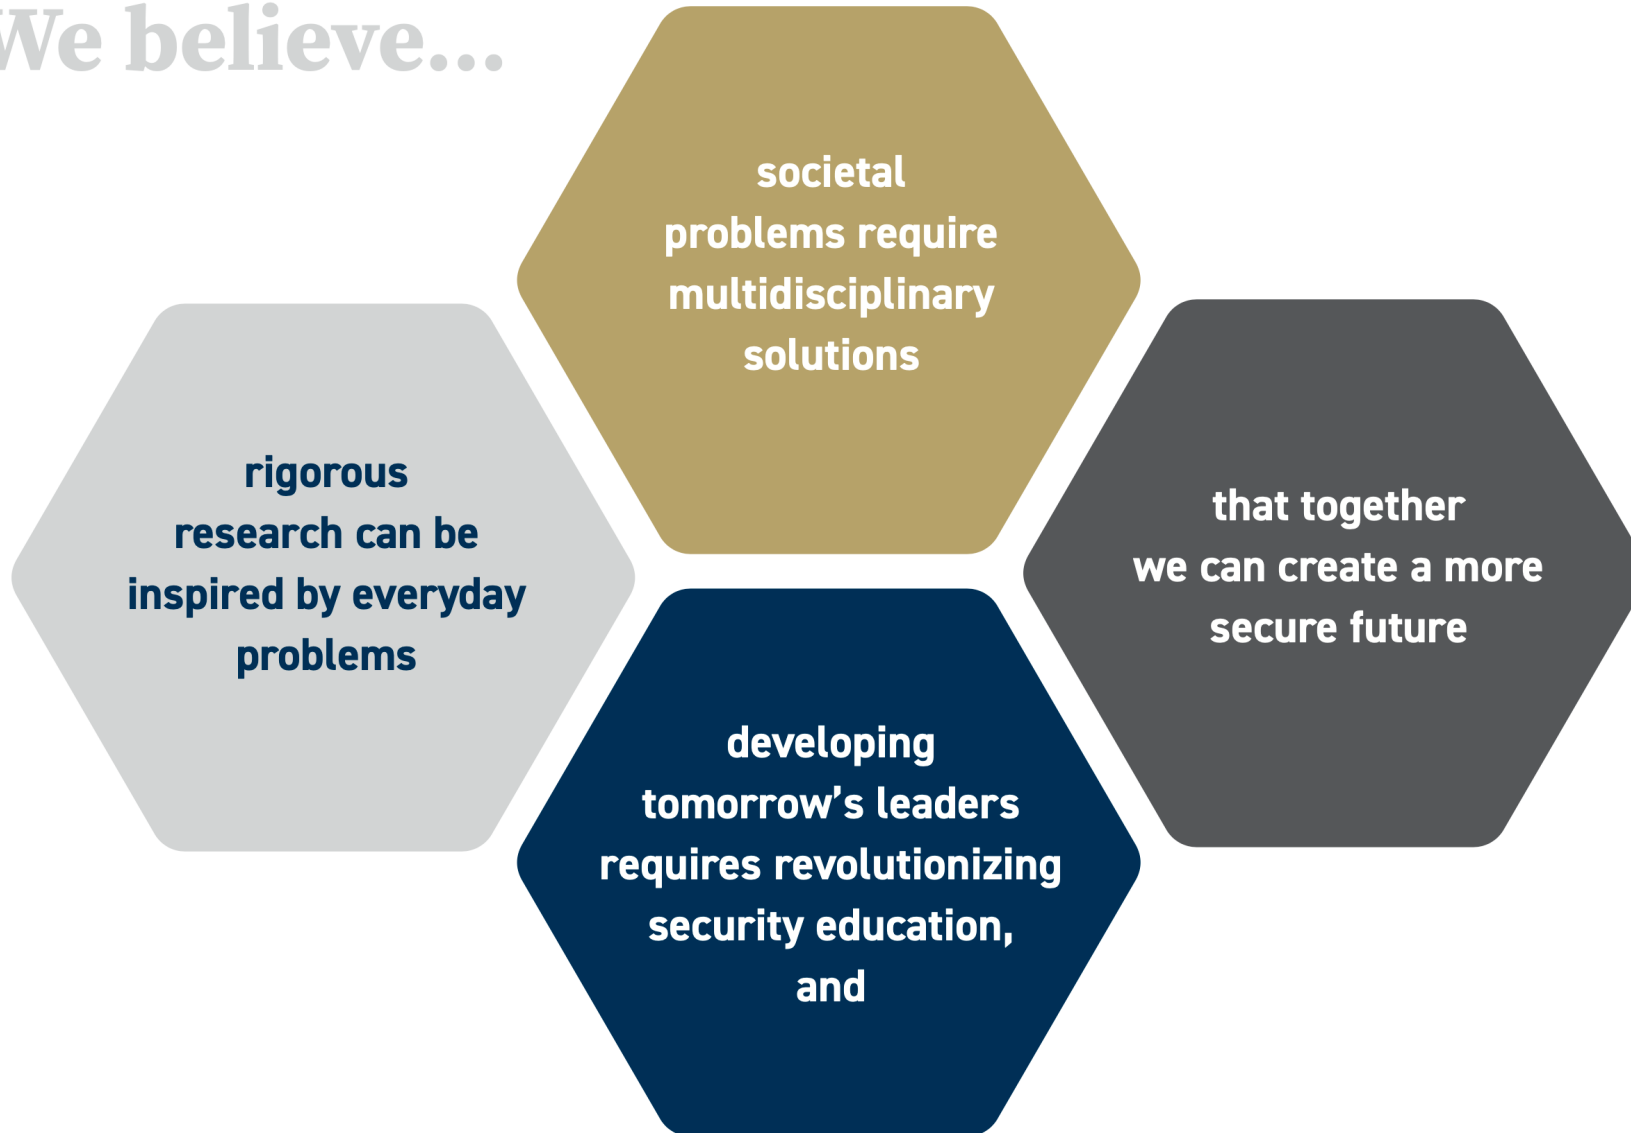 We believe...
rigorous
research can be
inspired by everyday
problems
societal
problems require
multidisciplinary
solutions
developing
tomorrow’s leaders
requires revolutionizing
security education,
and
that together
we can create a more
secure future